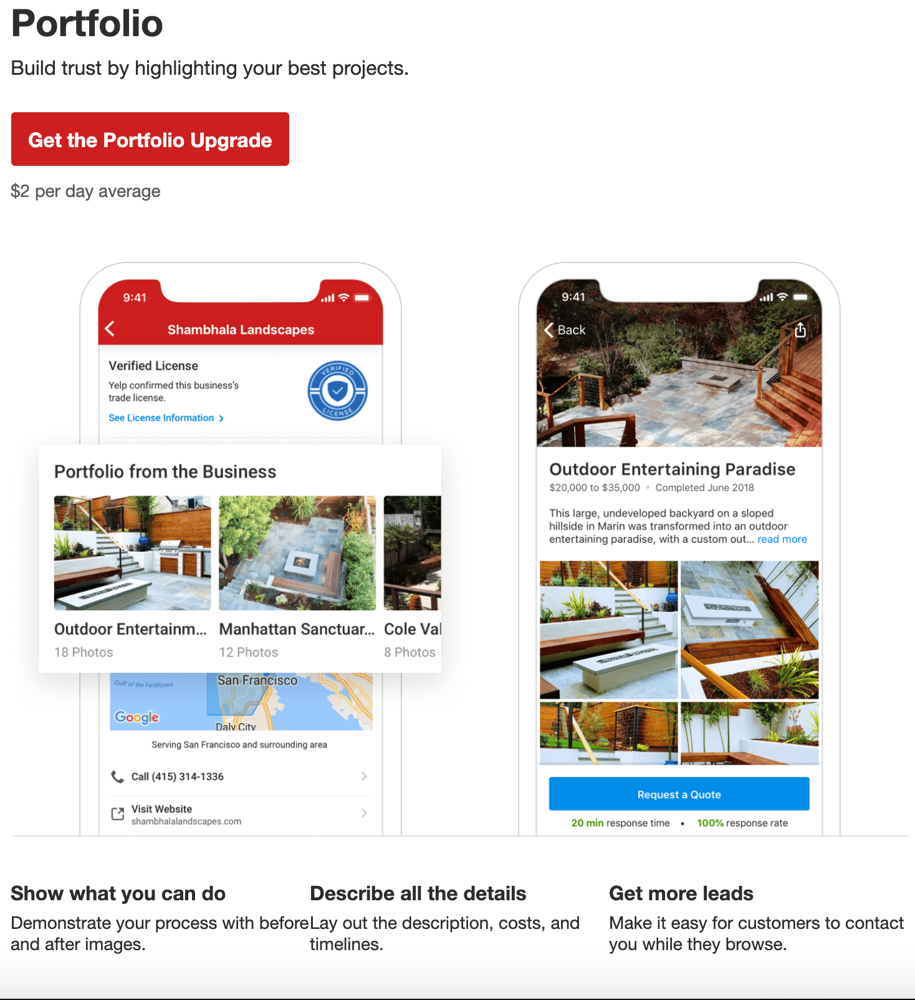 Portfolio
Build trust by highlighting your best projects.
Get the Portfolio Upgrade
$2 per day average
9:41
Shambhala Landscapes
Verified License
Yelp confirmed this business's
trade license.
See License Information
VERIFIED
LICENSE
Portfolio from the Business
Outdoor Entertainm...
18 Photos
Manhattan Sanctuar...
12 Photos
Cole Val
8 Photos
Gulf of the Farallones
San Francisco
Google
Daly City
Serving San Francisco and surrounding area
Call (415) 314-1336
Visit Website
shambhalalandscapes.com
9:41
Back
Outdoor Entertaining Paradise
$20,000 to $35,000 • Completed June 2018
This large, undeveloped backyard on a sloped
hillside in Marin was transformed into an outdoor
entertaining paradise, with a custom out... read more
Request a Quote
20 min response time • 100% response rate
Show what you can do
Demonstrate your process with before
and after images.
Describe all the details
Lay out the description, costs, and
timelines.
Get more leads
Make it easy for customers to contact
you while they browse.